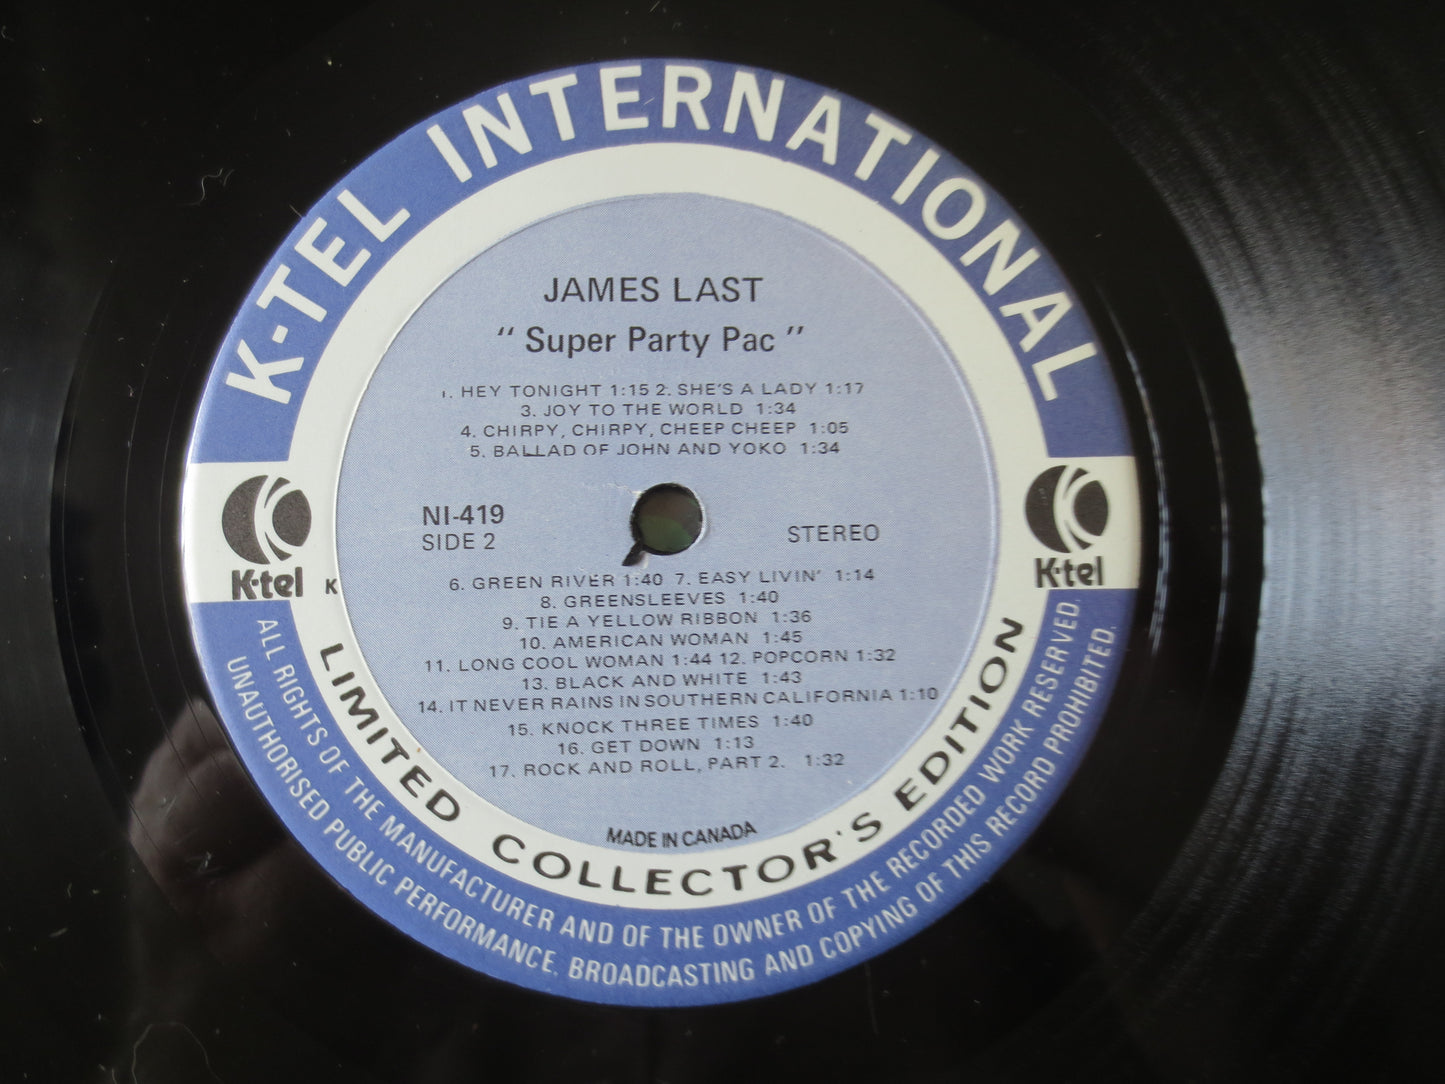 K-TEL INTERNATIONAL
JAMES LAST
" Super Party Pac "
1. HEY TONIGHT 1:15 2. SHE'S A LADY 1:17
3. JOY TO THE WORLD 1:34
4. CHIRPY, CHIRPY, CHEEP CHEEP 1:05
5. BALLAD OF JOHN AND YOKO 1:34
NI-419
SIDE 2
STEREO
K-tel
K
K-tel
6. GREEN RIVER 1:40 7. EASY LIVIN' 1:14
8. GREENSLEEVES 1:40
9. TIE A YELLOW RIBBON 1:36
10. AMERICAN WOMAN 1:45
11. LONG COOL WOMAN 1:44 12. POPCORN 1:32
13. BLACK AND WHITE 1:43
14. IT NEVER RAINS IN SOUTHERN CALIFORNIA 1:10
15. KNOCK THREE TIMES 1:40
16. GET DOWN 1:13
17. ROCK AND ROLL, PART 2. 1:32
MADE IN CANADA
LIMITED COLLECTOR'S EDITION
ALL RIGHTS OF THE MANUFACTURER AND OF THE OWNER OF THE RECORDED WORK RESERVED.
UNAUTHORISED PUBLIC PERFORMANCE, BROADCASTING AND COPYING OF THIS RECORD PROHIBITED.